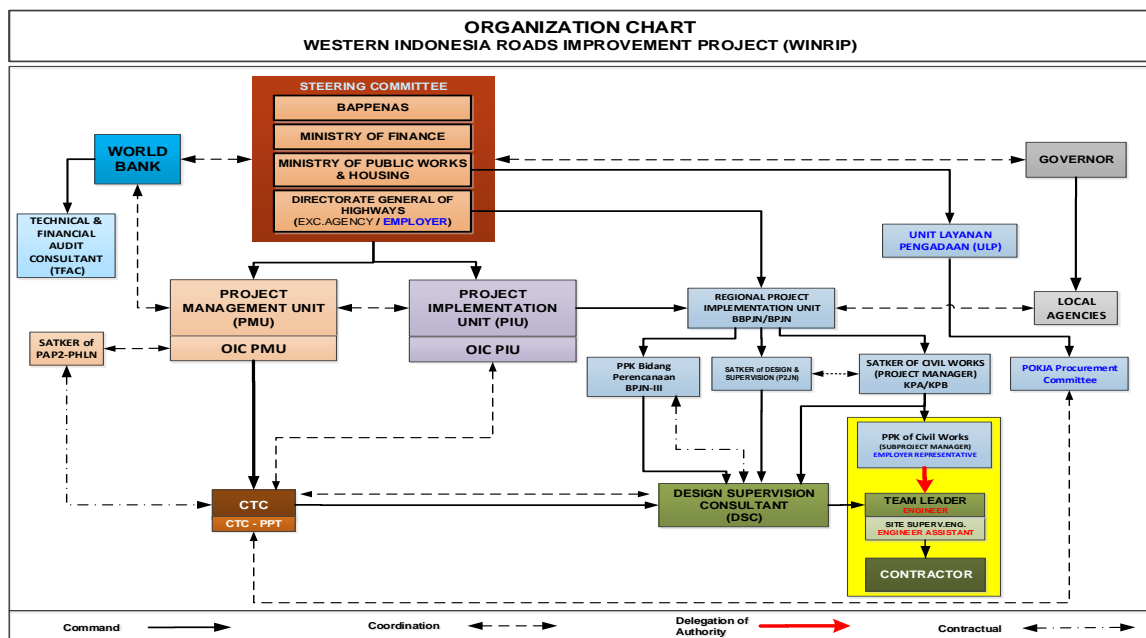 ORGANIZATION CHART
WESTERN INDONESIA ROADS IMPROVEMENT PROJECT (WINRIP)
STEERING COMMITTEE
BAPPENAS
MINISTRY OF FINANCE
MINISTRY OF PUBLIC WORKS
& HOUSING
DIRECTORATE GENERAL OF
HIGHWAYS
(EXC.AGENCY / EMPLOYER)
WORLD
BANK
GOVERNOR
TECHNICAL &
FINANCIAL
AUDIT
CONSULTANT
(TFAC)
UNIT LAYANAN
PENGADAAN (ULP)
PROJECT
MANAGEMENT UNIT
(PMU)
OIC PMU
PROJECT
IMPLEMENTATION
UNIT (PIU)
OIC PIU
REGIONAL PROJECT
IMPLEMENTATION UNIT
BBPJN/BPJN
LOCAL
AGENCIES
SATKER of
PAP2-PHLN
PPK Bidang
Perencanaan
BPJN-III
SATKER of DESIGN &
SUPERVISION (P2JN)
SATKER OF CIVIL WORKS
(PROJECT MANAGER)
KPA/KPB
POKJA Procurement
Committee
PPK of Civil Works
(SUBPROJECT MANAGER)
EMPLOYER REPRESENTATIVE
CTC
CTC - PPT
DESIGN SUPERVISION
CONSULTANT
(DSC)
TEAM LEADER
ENGINEER
SITE SUPERV.ENG.
ENGINEER ASSISTANT
CONTRACTOR
Command
Coordination
Delegation of
Authority
Contractual